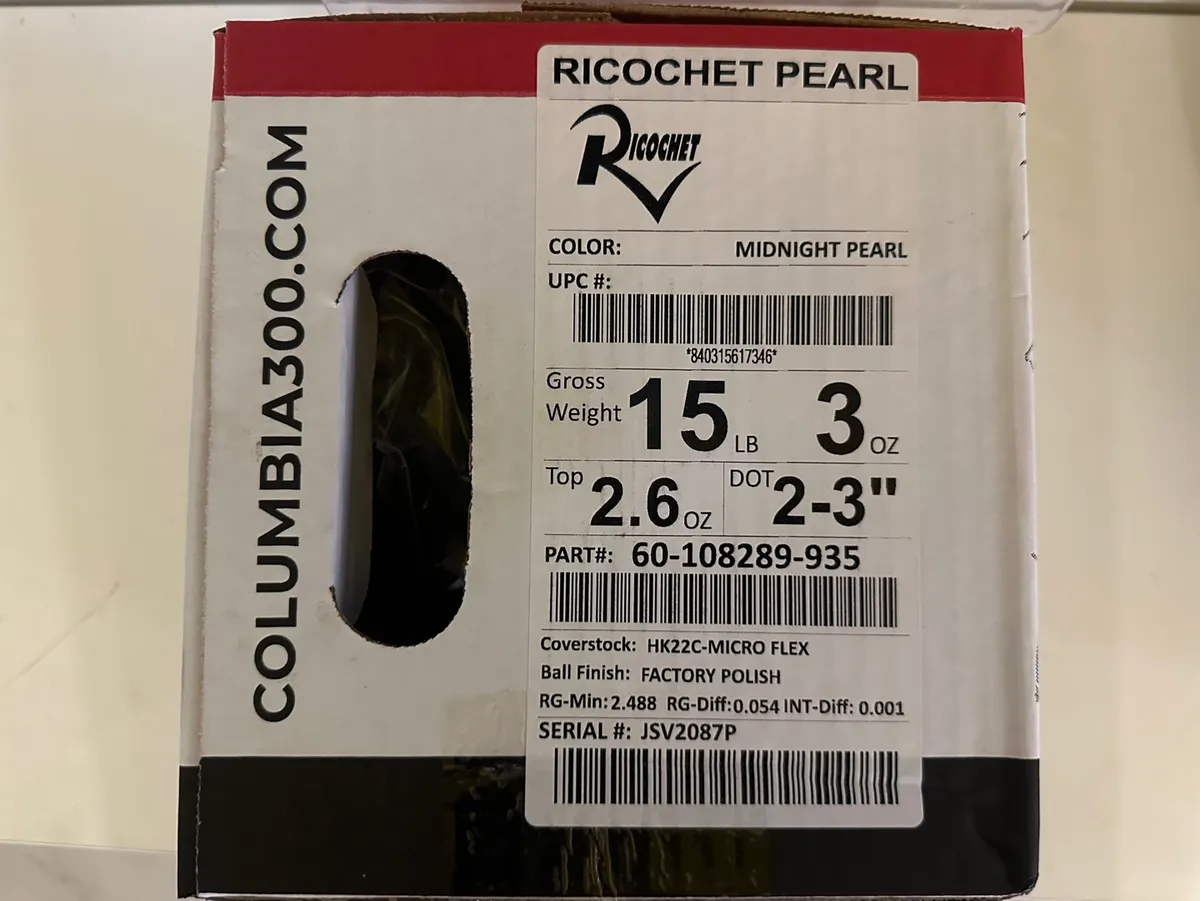 COLUMBIA300.COM
RICOCHET PEARL
RICOCHET
COLOR: MIDNIGHT PEARL
UPC #:
*840315617346*
Gross Weight 15 LB 3 OZ
Top 2.6 OZ DOT 2-3"
PART#: 60-108289-935
Coverstock: HK22C-MICRO FLEX
Ball Finish: FACTORY POLISH
RG-Min: 2.488 RG-Diff: 0.054 INT-Diff: 0.001
SERIAL #: JSV2087P